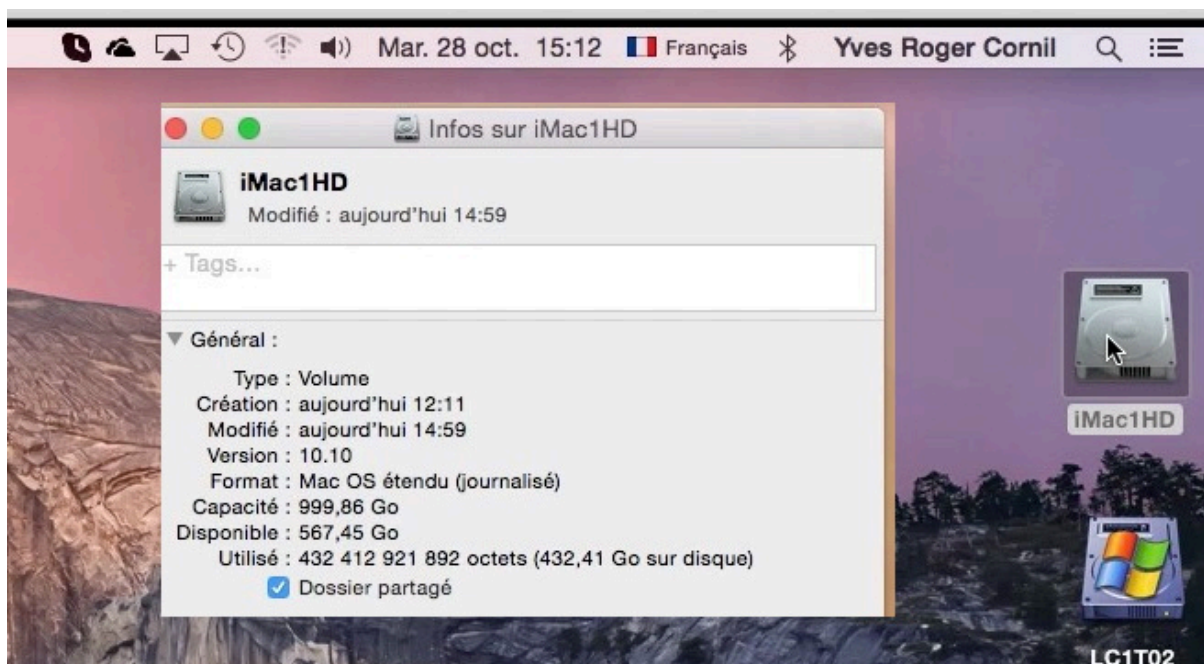 Mar. 28 oct. 15:12 Français Yves Roger Cornil
Infos sur iMac1HD
iMac1HD
Modifié : aujourd'hui 14:59
+ Tags...
Général :
Type : Volume
Création : aujourd'hui 12:11
Modifié : aujourd'hui 14:59
Version : 10.10
Format : Mac OS étendu (journalisé)
Capacité : 999,86 Go
Disponible : 567,45 Go
Utilisé : 432 412 921 892 octets (432,41 Go sur disque)
Dossier partagé
iMac1HD
LC1T02